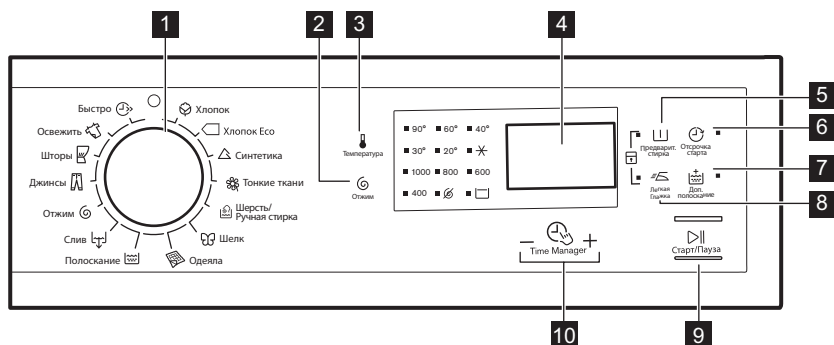 1
2
3
4
5
6
7
8
9
10
Быстро
Освежить
Шторы
Джинсы
Отжим
Слив
Полоскание
Хлопок
Хлопок Eco
Синтетика
Тонкие ткани
Шерсть/
Ручная стирка
Шелк
Одеяла
Температура
Отжим
90° 60° 40°
30° 20°
1000 800 600
400
Time Manager
Предварит.
стирка
Отсрочка
старта
Легкая
Глажка
Доп.
полоскание
Старт/Пауза